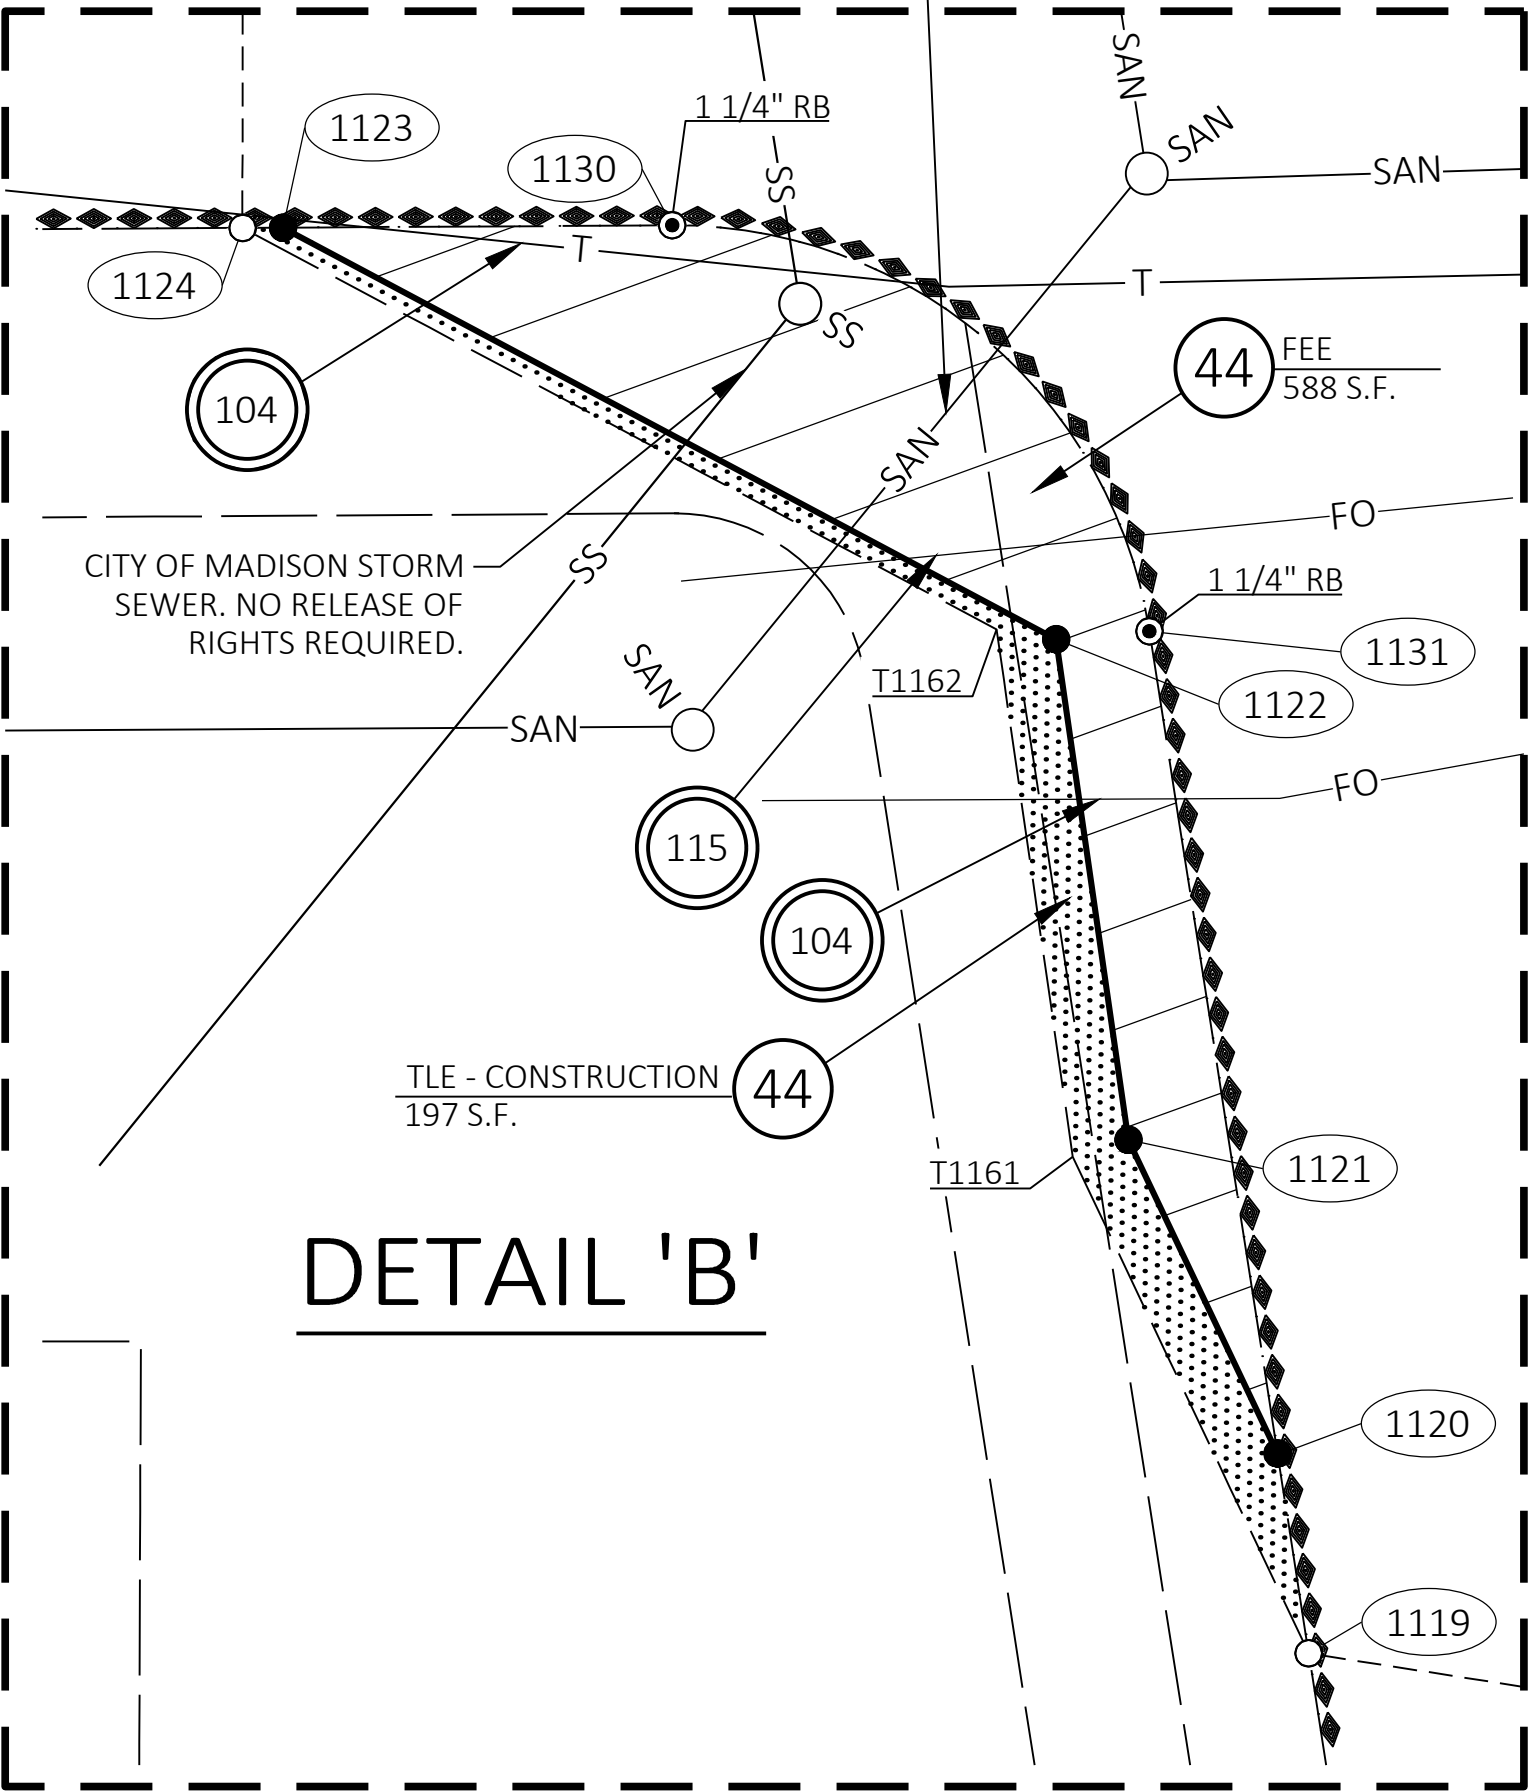 SAN
1 1/4" RB
1123
SAN
1130
SAN
SS
T
T
1124
SS
44
FEE
588 S.F.
104
SAN
FO
CITY OF MADISON STORM
SEWER. NO RELEASE OF
RIGHTS REQUIRED.
SS
1 1/4" RB
1131
SAN
T1162
1122
SAN
FO
115
104
TLE - CONSTRUCTION
197 S.F.
44
T1161
1121
DETAIL 'B'
1120
1119